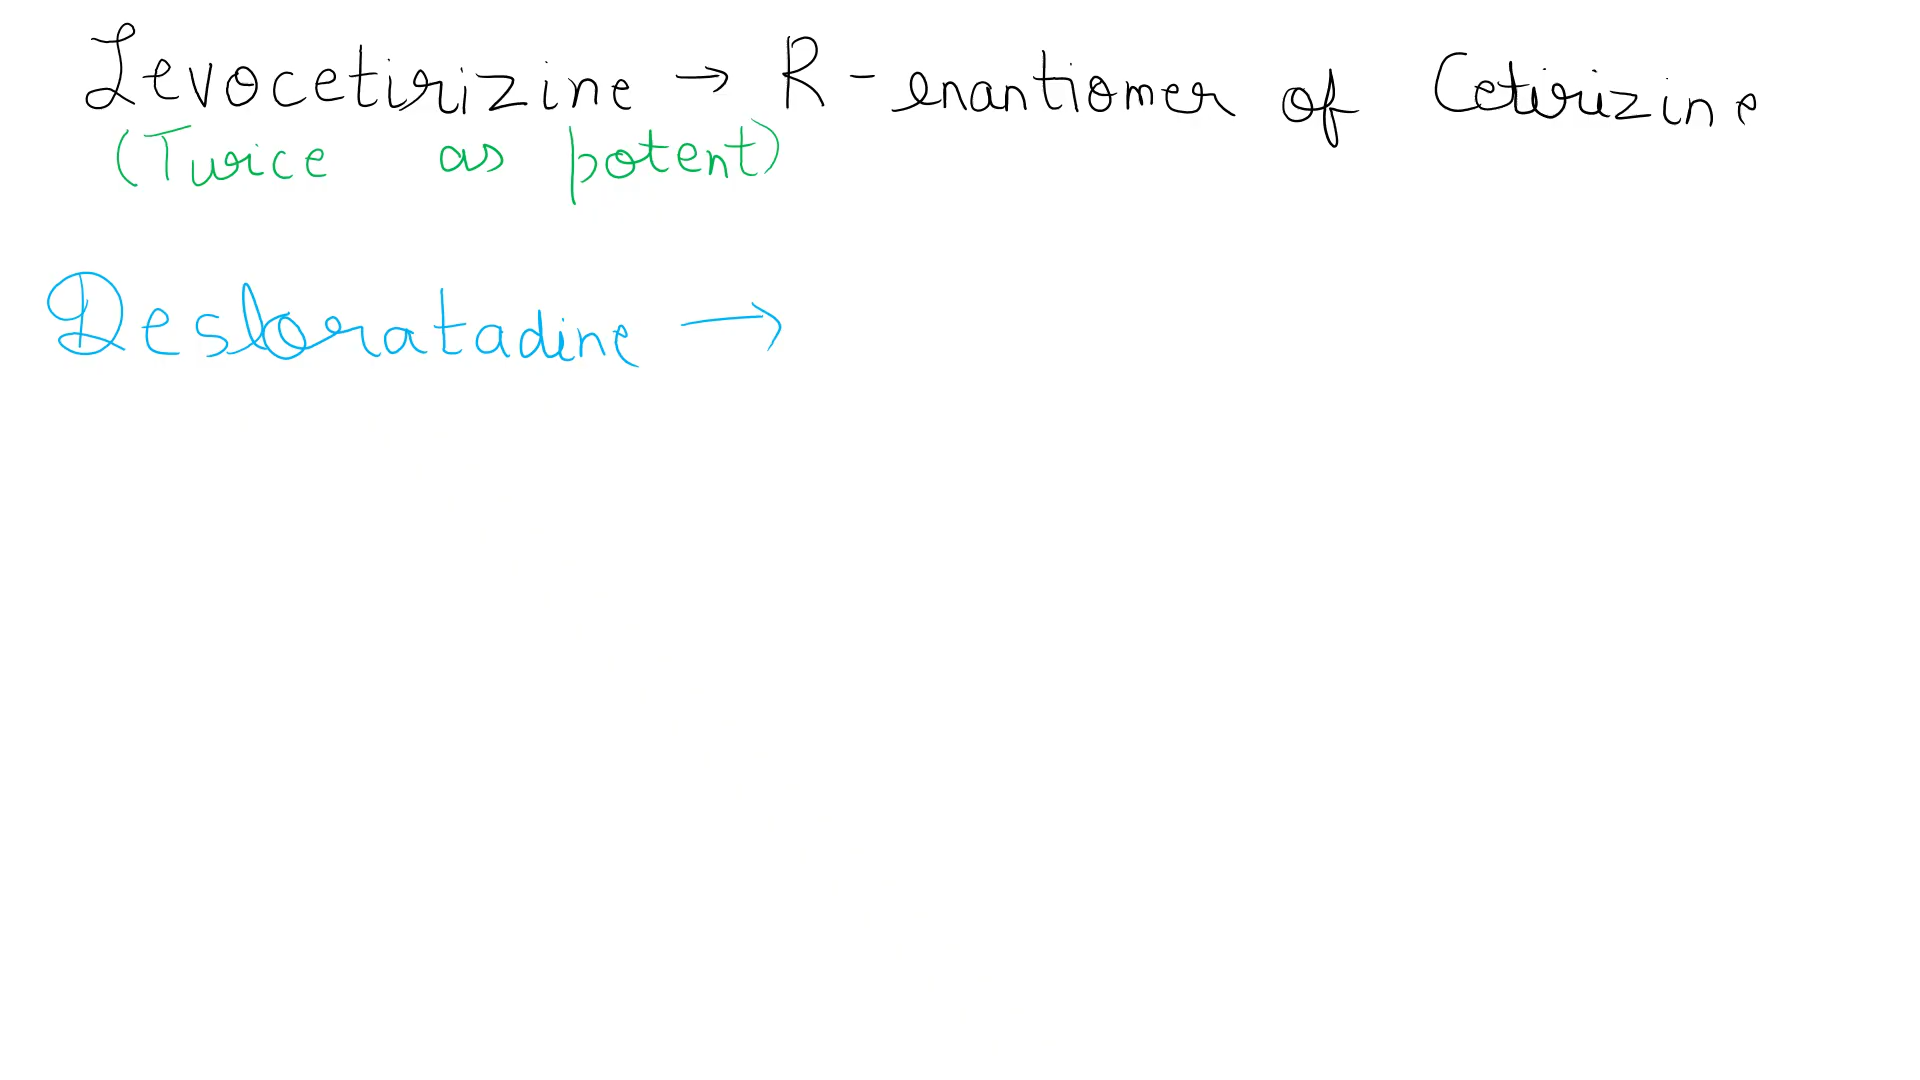 Levocetirizine → R-enantiomer of Cetirizine
(Twice as potent)
Desloratadine →